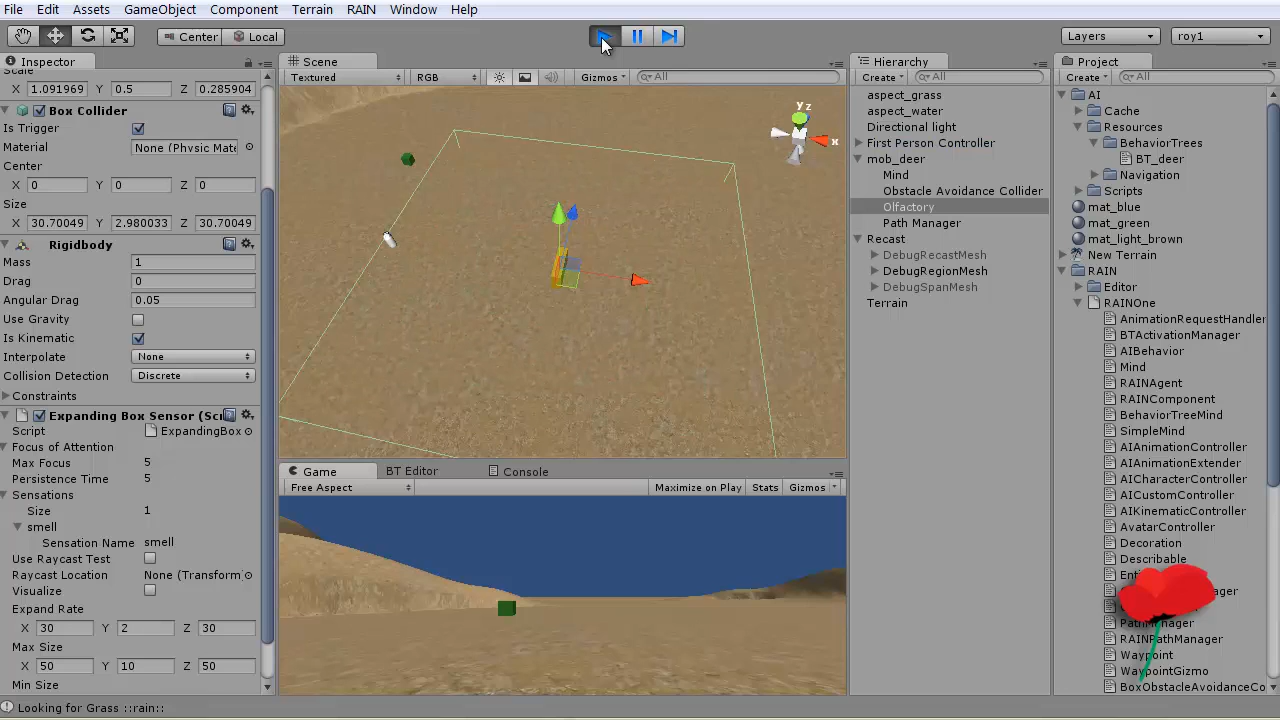 File Edit Assets GameObject Component Terrain RAIN Window Help
Center Local Layers roy1
Inspector
Scale
X 1.091969 Y 0.5 Z 0.285904
Box Collider
Is Trigger
Material None (Physic Mate
Center
X 0 Y 0 Z 0
Size
X 30.70049 Y 2.980033 Z 30.70049
Rigidbody
Mass 1
Drag 0
Angular Drag 0.05
Use Gravity
Is Kinematic
Interpolate None
Collision Detection Discrete
Constraints
Expanding Box Sensor (Scr
Script ExpandingBox
Focus of Attention
Max Focus 5
Persistence Time 5
Sensations
Size 1
smell
Sensation Name smell
Use Raycast Test
Raycast Location None (Transform)
Visualize
Expand Rate
X 30 Y 2 Z 30
Max Size
X 50 Y 10 Z 50
Min Size
Scene
Textured RGB Gizmos All
y z
x
Game BT Editor Console
Free Aspect Maximize on Play Stats Gizmos
Hierarchy
Create All
aspect_grass
aspect_water
Directional light
First Person Controller
mob_deer
Mind
Obstacle Avoidance Collider
Olfactory
Path Manager
Recast
DebugRecastMesh
DebugRegionMesh
DebugSpanMesh
Terrain
Project
Create All
AI
Cache
Resources
BehaviorTrees
BT_deer
Navigation
Scripts
mat_blue
mat_green
mat_light_brown
New Terrain
RAIN
Editor
RAINOne
AnimationRequestHandler
BTActivationManager
AIBehavior
Mind
RAINAgent
RAINComponent
BehaviorTreeMind
SimpleMind
AIAnimationController
AIAnimationExtender
AICharacterController
AICustomController
AIKinematicController
AvatarController
Decoration
Describable
PathManager
RAINPathManager
Waypoint
WaypointGizmo
BoxObstacleAvoidanceCo
Looking for Grass ::rain::